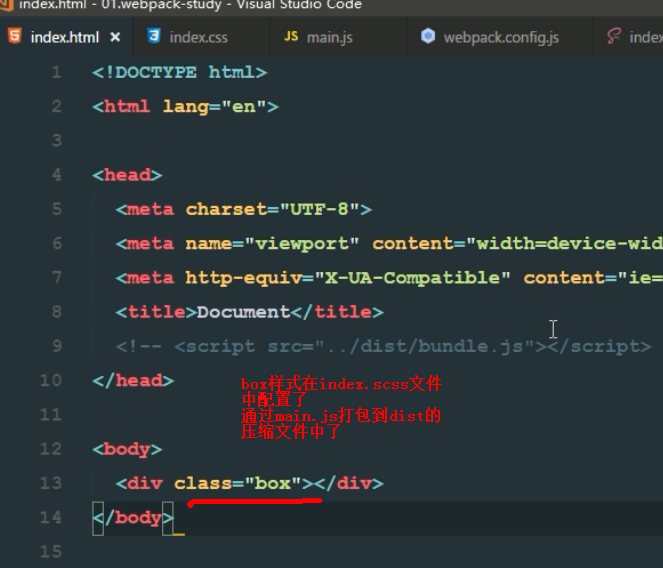 index.html - 01.webpack-study - Visual Studio Code
index.html × index.css JS main.js webpack.config.js index
1 <!DOCTYPE html>
2 <html lang="en">
3
4 <head>
5 <meta charset="UTF-8">
6 <meta name="viewport" content="width=device-wid
7 <meta http-equiv="X-UA-Compatible" content="ie=
8 <title>Document</title>
9 <!-- <script src="../dist/bundle.js"></script>
10 </head>
box样式在index.scss文件
中配置了
11
通过main.js打包到dist的
压缩文件中了
12 <body>
13 <div class="box"></div>
14 </body>
15